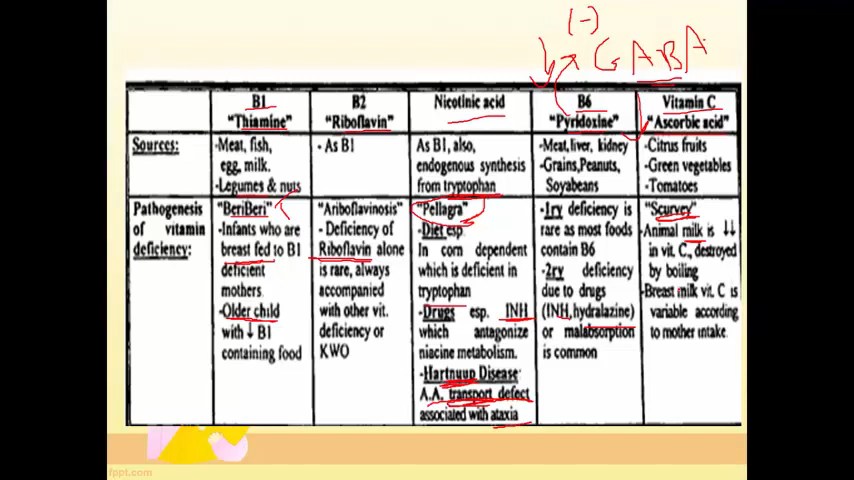 (-)
GABA
B1 "Thiamine"
B2 "Riboflavin"
Nicotinic acid
B6 "Pyridoxine"
Vitamin C "Ascorbic acid"
Sources:
-Meat, fish,
egg, milk.
-Legumes & nuts
- As B1
As B1, also,
endogenous synthesis
from tryptophan
-Meat, liver, kidney
-Grains, Peanuts,
Soyabeans
-Citrus fruits
-Green vegetables
-Tomatoes
Pathogenesis
of vitamin
deficiency:
"BeriBeri"
-Infants who are
breast fed to B1
deficient
mothers.
-Older child
with ↓ B1
containing food
"Ariboflavinosis"
- Deficiency of
Riboflavin alone
is rare, always
accompanied
with other vit.
deficiency or
KWO
"Pellagra"
-Diet esp.
In corn dependent
which is deficient in
tryptophan
-Drugs esp. INH
which antagonize
niacine metabolism.
-Hartnuup Disease:
A.A. transport defect
associated with ataxia
-1ry deficiency is
rare as most foods
contain B6
-2ry deficiency
due to drugs
(INH, hydralazine)
or malabsorption
is common
"Scurvey"
-Animal milk is ↓↓
in vit. C, destroyed
by boiling
-Breast milk vit. C is
variable according
to mother intake.
fppt.com